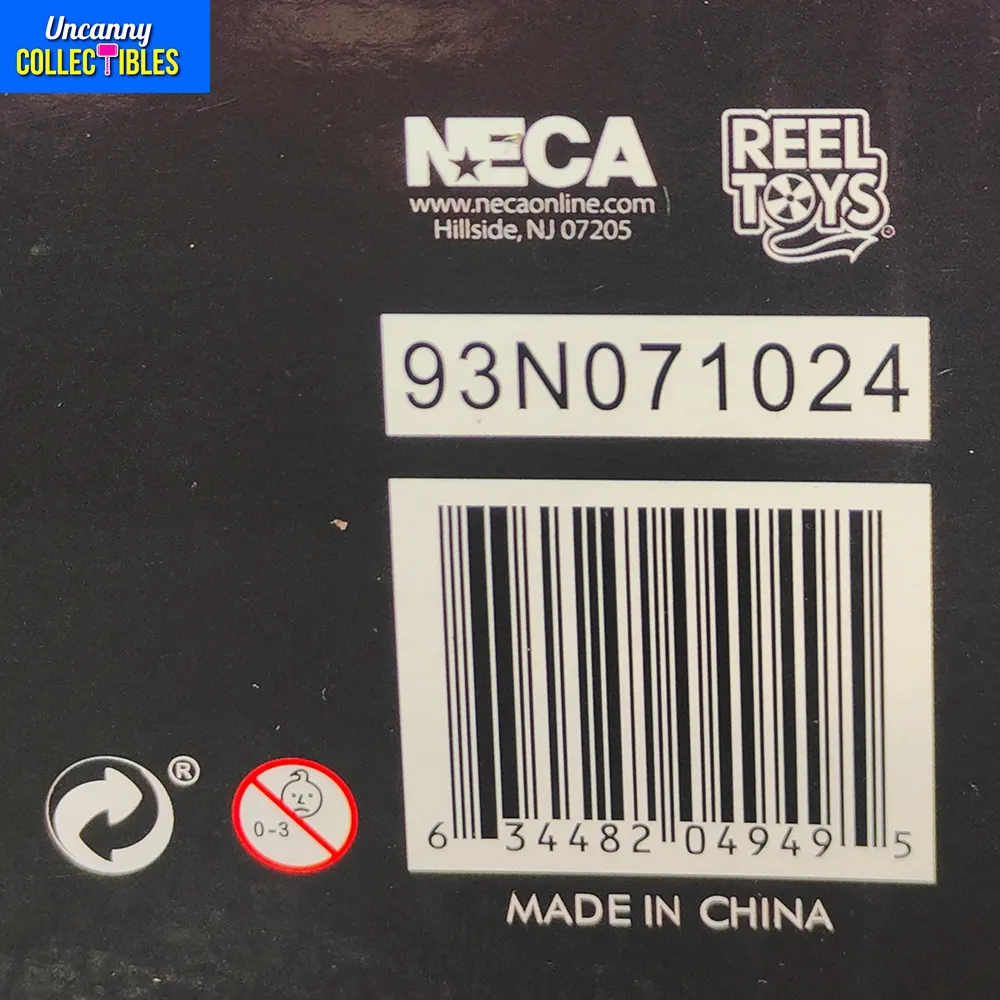 Uncanny
COLLECTIBLES
NECA
www.necaonline.com
Hillside, NJ 07205
REEL
TOYS
®
93N071024
6 34482 04949 5
®
0-3
MADE IN CHINA